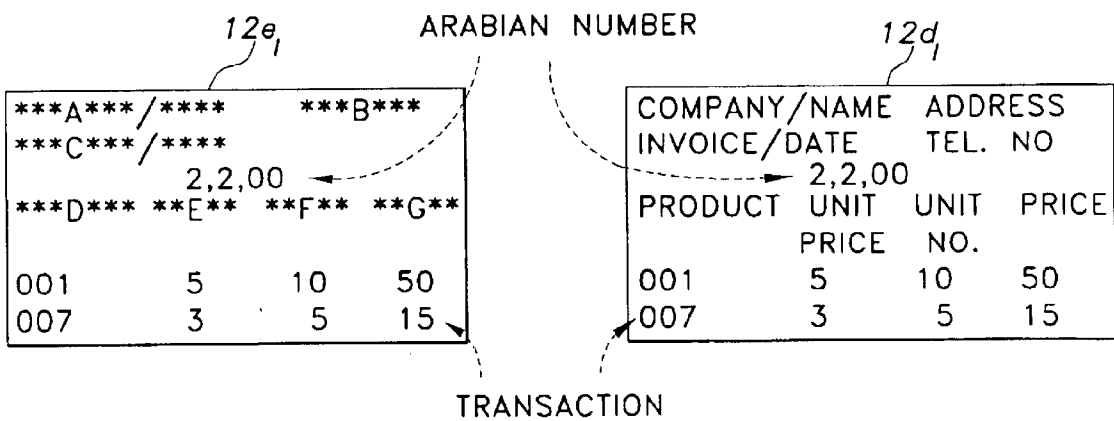 ARABIAN NUMBER
12e1
12d1
***A***/**** ***B***
***C***/****
2,2,00
***D*** **E** **F** **G**
001 5 10 50
007 3 5 15
COMPANY/NAME ADDRESS
INVOICE/DATE TEL. NO
2,2,00
PRODUCT UNIT UNIT PRICE
PRICE NO.
001 5 10 50
007 3 5 15
TRANSACTION